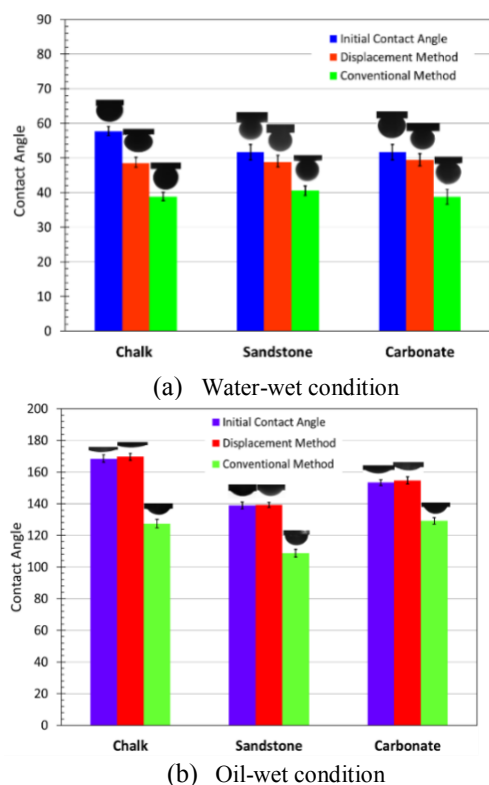 90
80
70
60
50
40
30
20
10
0
Contact Angle
Initial Contact Angle
Displacement Method
Conventional Method
Chalk Sandstone Carbonate
(a) Water-wet condition
200
180
160
140
120
100
80
60
40
20
0
Contact Angle
Initial Contact Angle
Displacement Method
Conventional Method
Chalk Sandstone Carbonate
(b) Oil-wet condition